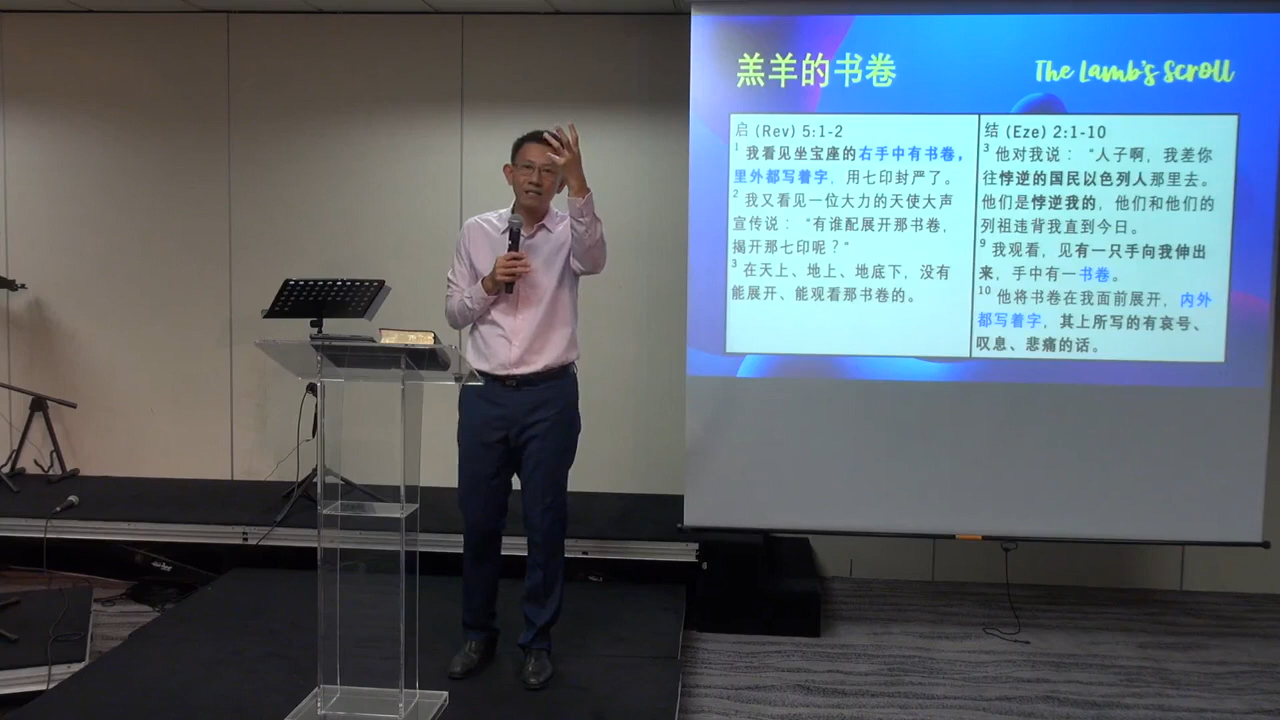 羔羊的书卷
The Lamb's Scroll
启 (Rev) 5:1-2
1 我看见坐宝座的右手中有书卷，
里外都写着字，用七印封严了。
2 我又看见一位大力的天使大声
宣传说：“有谁配展开那书卷，
揭开那七印呢？”
3 在天上、地上、地底下，没有
能展开、能观看那书卷的。
结 (Eze) 2:1-10
3 他对我说：“人子啊，我差你
往悖逆的国民以色列人那里去。
他们是悖逆我的，他们和他们的
列祖违背我直到今日。
9 我观看，见有一只手向我伸出
来，手中有一书卷。
10 他将书卷在我面前展开，内外
都写着字，其上所写的有哀号、
叹息、悲痛的话。